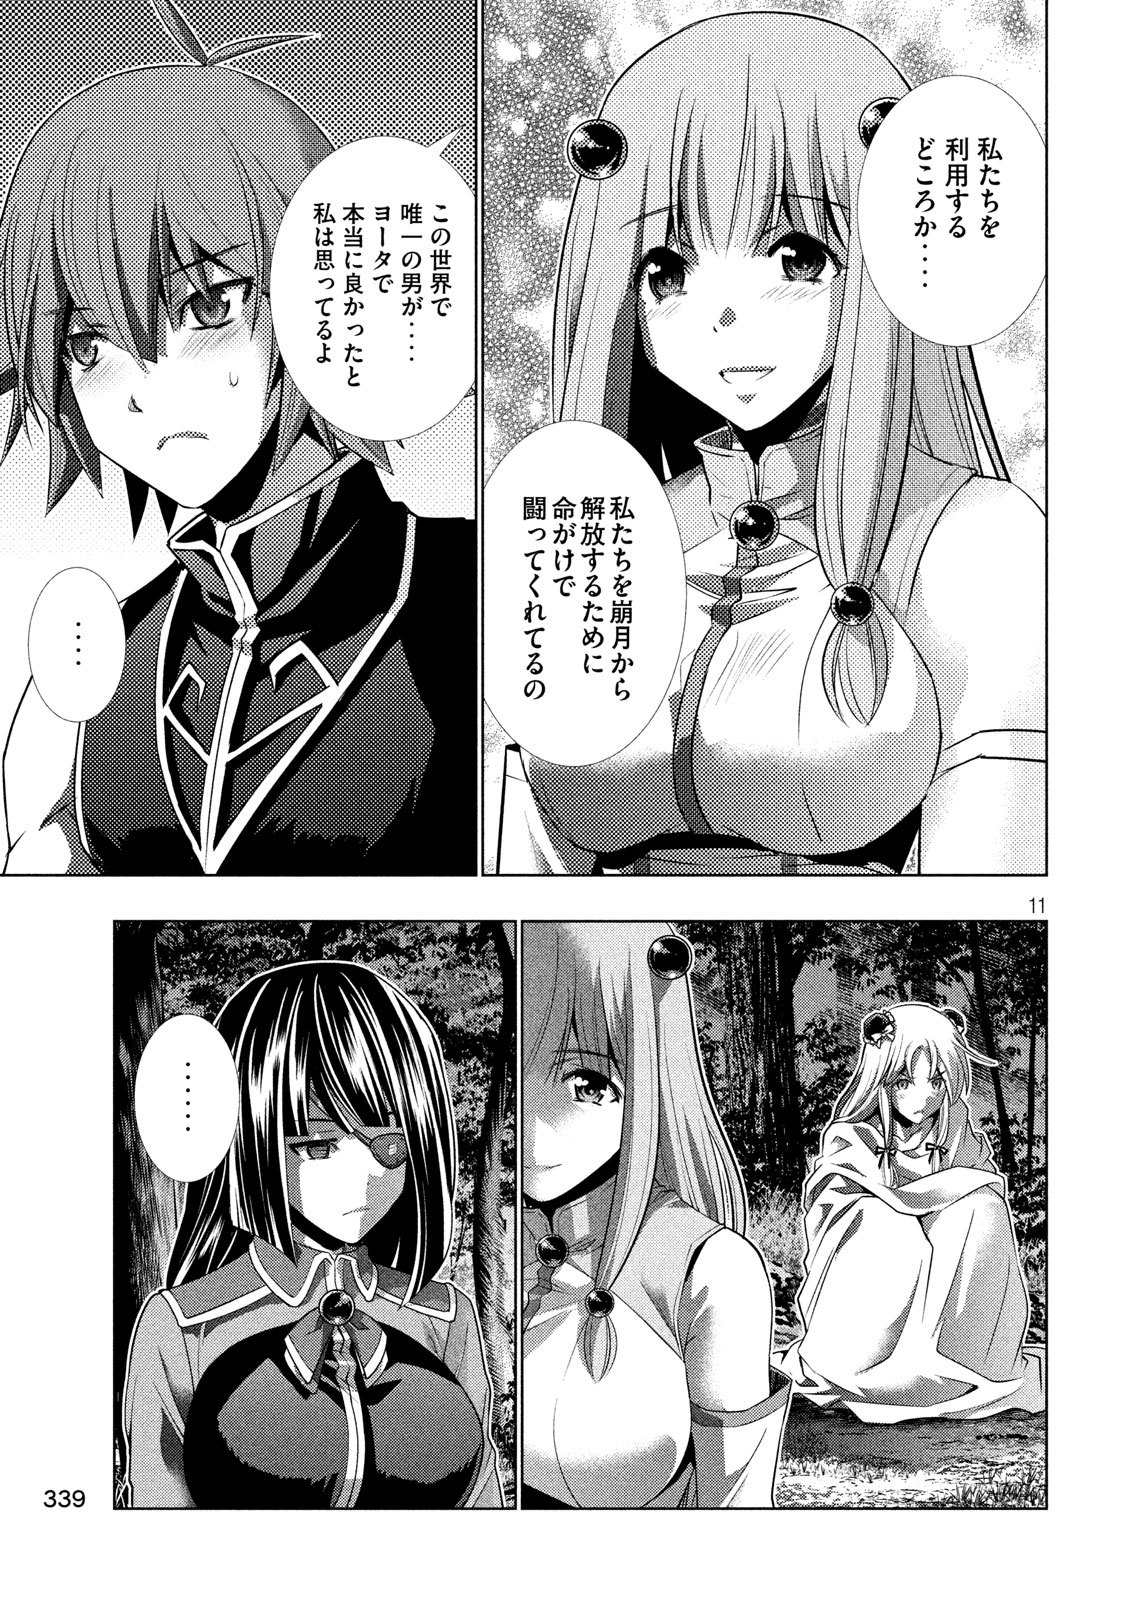 私たちを
利用する
どころか‥‥
私たちを崩月から
解放するために
命がけで
闘ってくれてるの
この世界で
唯一の男が‥‥
ヨータで
本当に良かったと
私は思ってるよ
‥‥
11
‥‥‥
339